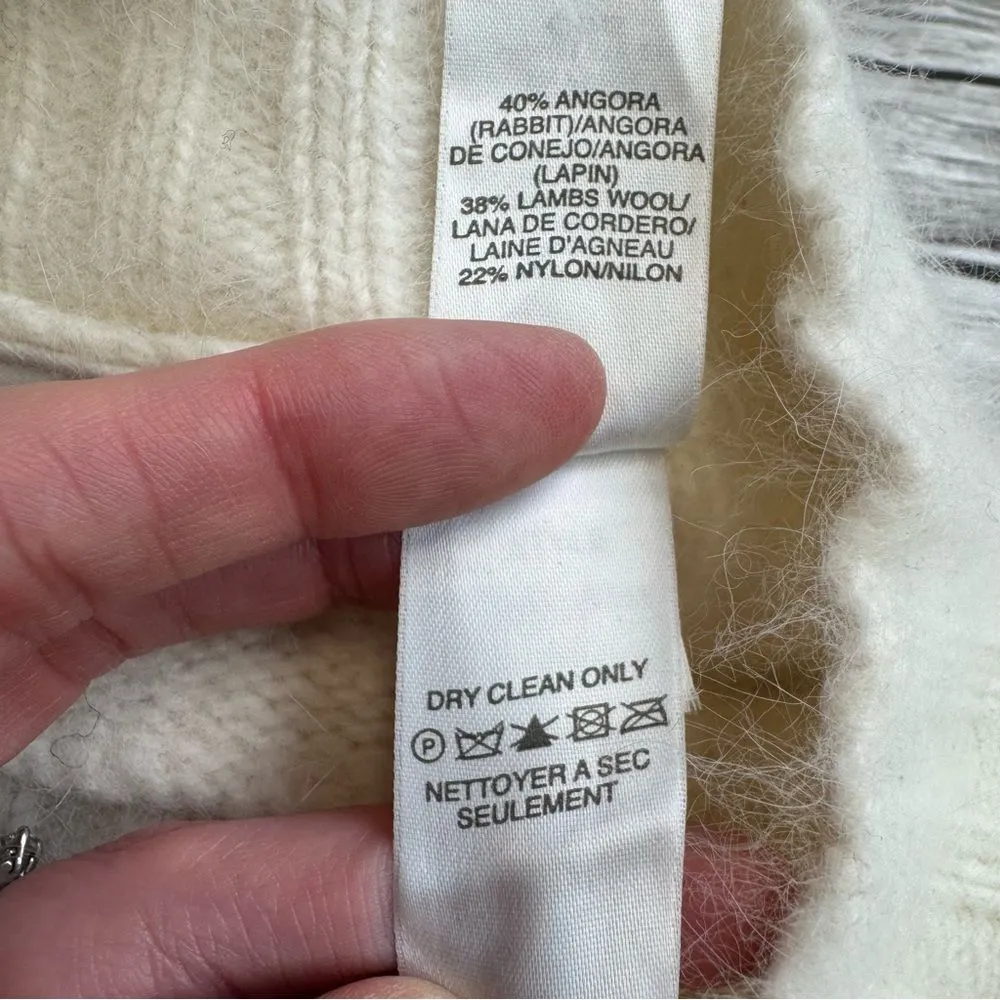 40% ANGORA
(RABBIT)/ANGORA
DE CONEJO/ANGORA
(LAPIN)
38% LAMBS WOOL/
LANA DE CORDERO/
LAINE D'AGNEAU
22% NYLON/NILON
DRY CLEAN ONLY
P
NETTOYER A SEC
SEULEMENT